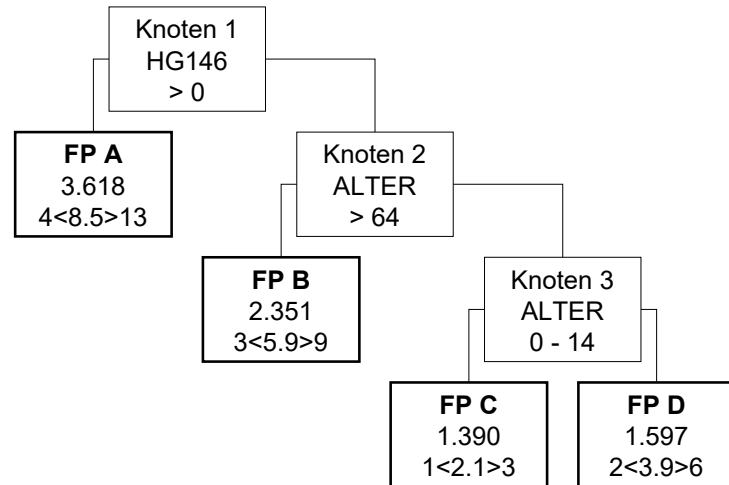 Knoten 1
HG146
> 0
FP A
3.618
4<8.5>13
Knoten 2
ALTER
> 64
FP B
2.351
3<5.9>9
Knoten 3
ALTER
0 - 14
FP C
1.390
1<2.1>3
FP D
1.597
2<3.9>6